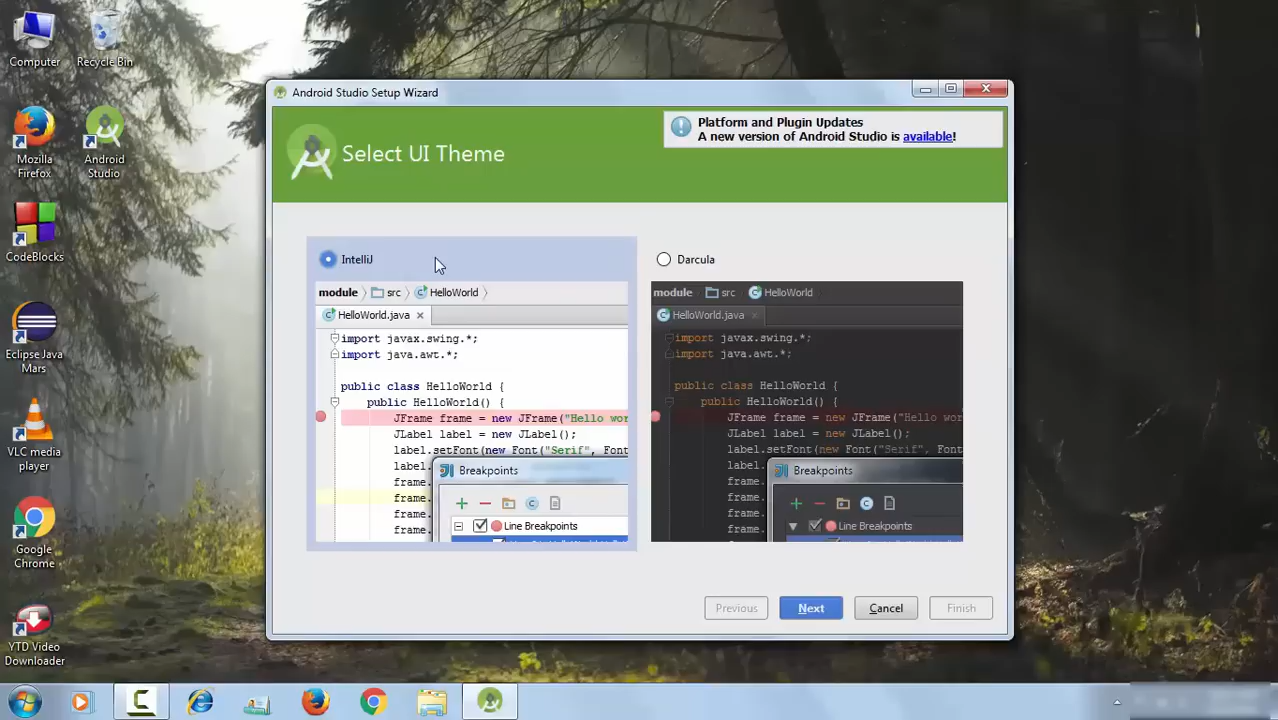 Computer
Recycle Bin
Mozilla
Firefox
Android
Studio
CodeBlocks
Eclipse Java
Mars
VLC media
player
Google
Chrome
YTD Video
Downloader
Android Studio Setup Wizard
Platform and Plugin Updates
A new version of Android Studio is available!
Select UI Theme
IntelliJ
module
src
HelloWorld
HelloWorld.java
import javax.swing.*;
import java.awt.*;
public class HelloWorld {
public HelloWorld() {
JFrame frame = new JFrame("Hello wor
JLabel label = new JLabel();
label.setFont(new Font("Serif", Font
label.
frame.
frame.
frame.
frame.
Breakpoints
Line Breakpoints
Darcula
module
src
HelloWorld
HelloWorld.java
import javax.swing.*;
import java.awt.*;
public class HelloWorld {
public HelloWorld() {
JFrame frame = new JFrame("Hello wor
JLabel label = new JLabel();
label.setFont(new Font("Serif", Font
label.
frame.
frame.
frame.
frame.
Breakpoints
Line Breakpoints
Previous
Next
Cancel
Finish